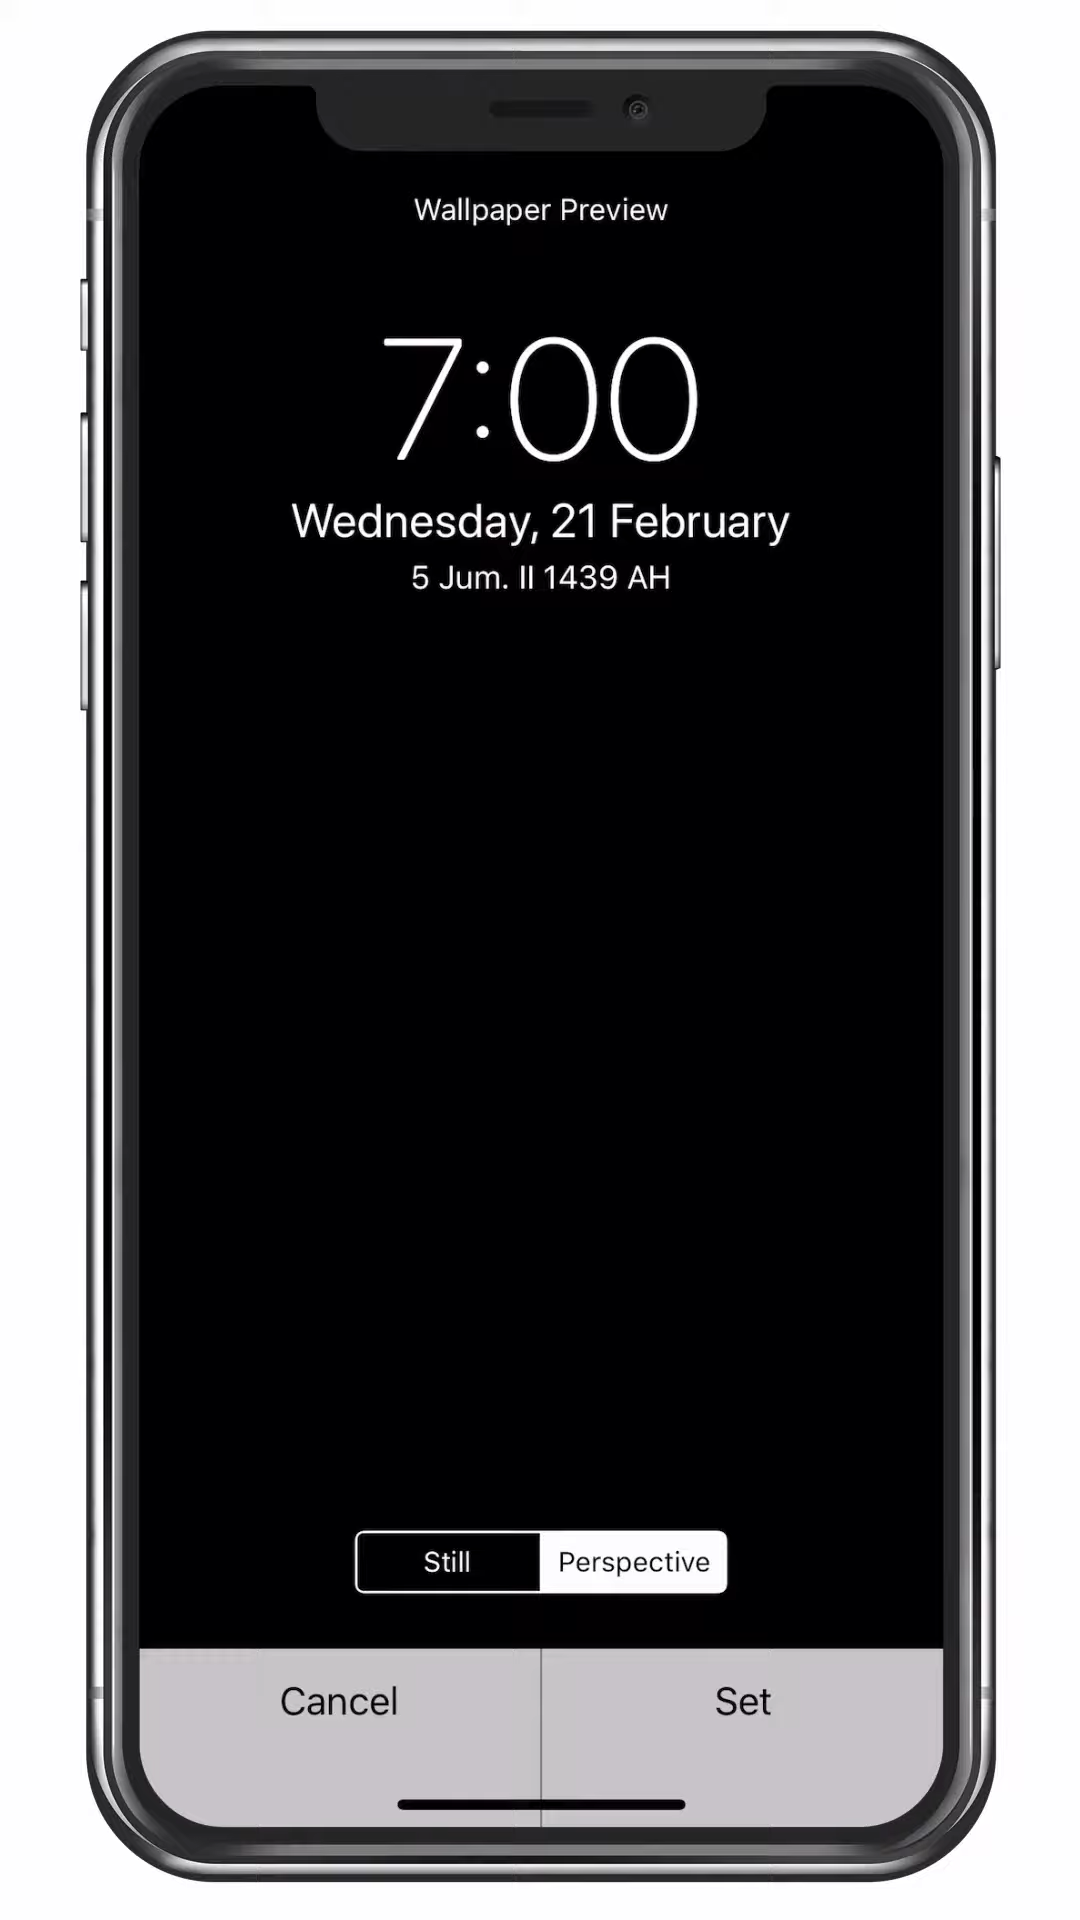 Wallpaper Preview
7:00
Wednesday, 21 February
5 Jum. II 1439 AH
Still
Perspective
Cancel
Set